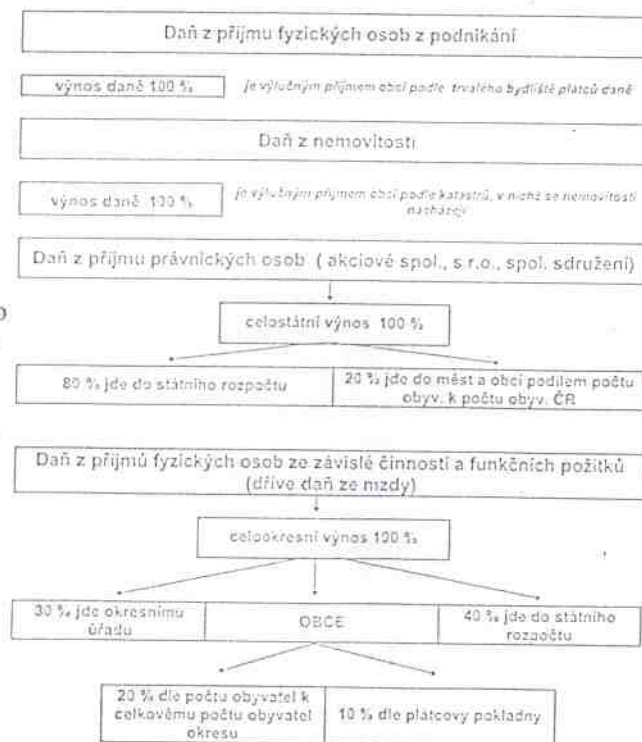 Daň z příjmu fyzických osob z podnikání
výnos daně 100 %
je výlučným příjmem obcí podle trvalého bydliště plátců daně
Daň z nemovitostí
výnos daně 100 %
je výlučným příjmem obcí podle katastrů, v nichž se nemovitosti
nacházejí
Daň z příjmu právnických osob ( akciové spol., s r.o., spol. sdružení)
celostátní výnos 100 %
80 % jde do státního rozpočtu
20 % jde do měst a obcí podílem počtu
obyv. k počtu obyv. ČR
Daň z příjmů fyzických osob ze závislé činnosti a funkčních požitků
(dříve daň ze mzdy)
celookresní výnos 100 %
30 % jde okresnímu
úřadu
OBCE
40 % jde do státního
rozpočtu
20 % dle počtu obyvatel k
celkovému počtu obyvatel
okresu
10 % dle plátcovy pokladny